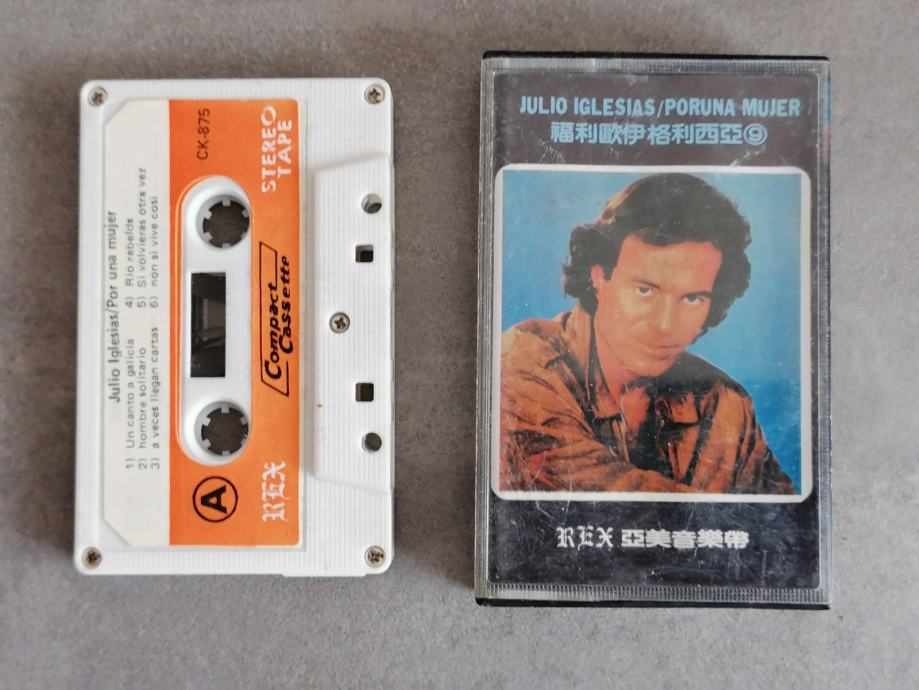 Julio Iglesias/Por una mujer
1) Un canto a galicia
2) hombre solitario
3) a veces llegan cartas
4) Rio rebelds
5) Si volvieras otra vez
6) non si vive cosi
CK-875
STEREO
TAPE
Compact
Cassette
A
REX
JULIO IGLESIAS/PORUNA MUJER
福利歐伊格利西亞⑨
REX 亞美音樂帶